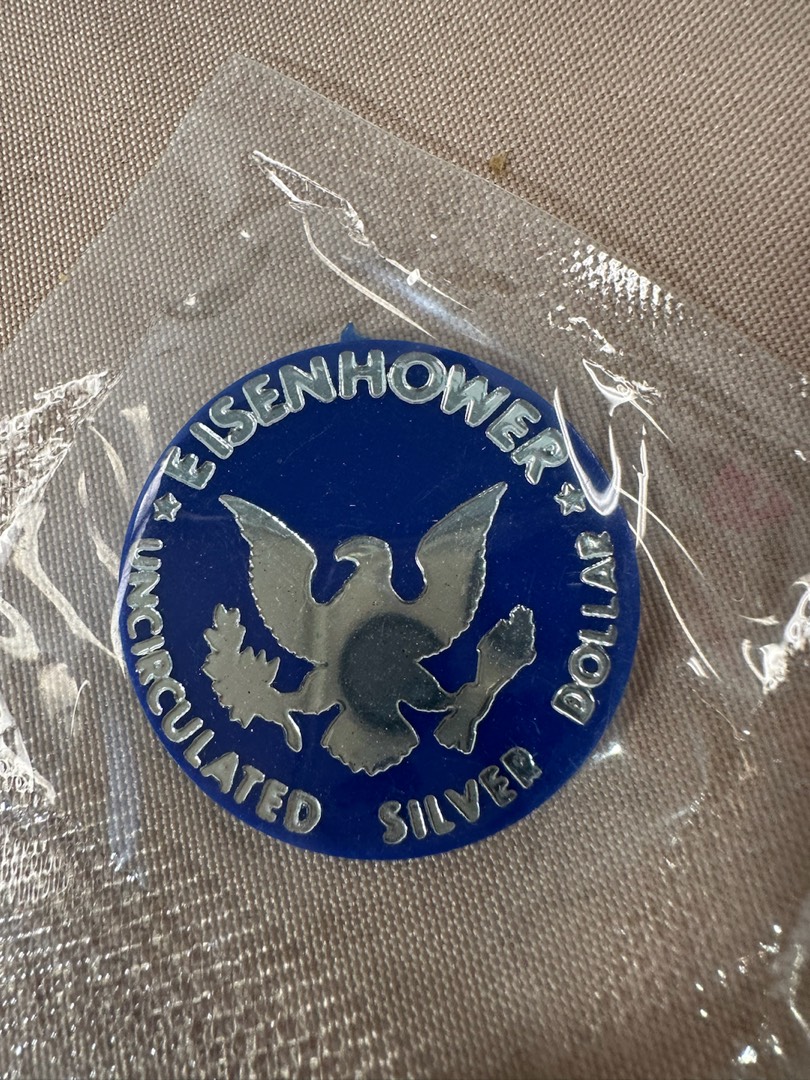 ★ EISENHOWER ★
UNCIRCULATED SILVER DOLLAR